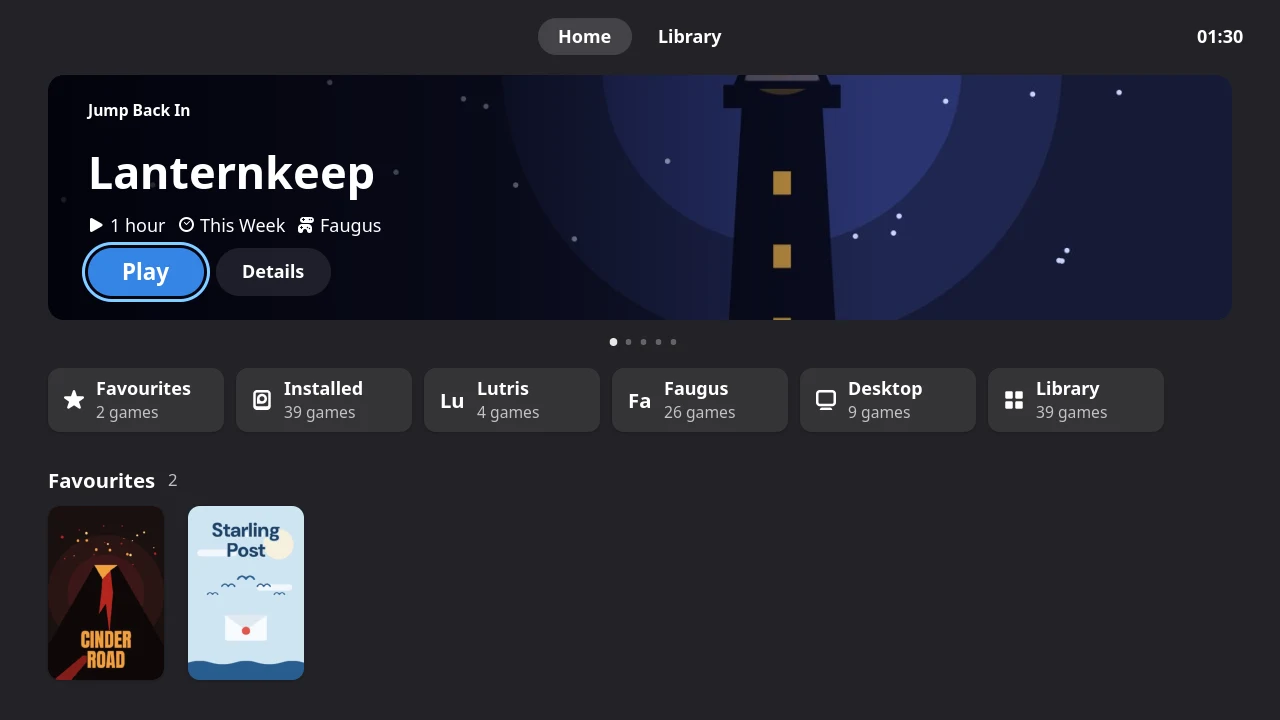 Home
Library
01:30
Jump Back In
Lanternkeep
1 hour
This Week
Faugus
Play
Details
Favourites
2 games
Installed
39 games
Lu
Lutris
4 games
Fa
Faugus
26 games
Desktop
9 games
Library
39 games
Favourites 2
CINDER
ROAD
Starling
Post